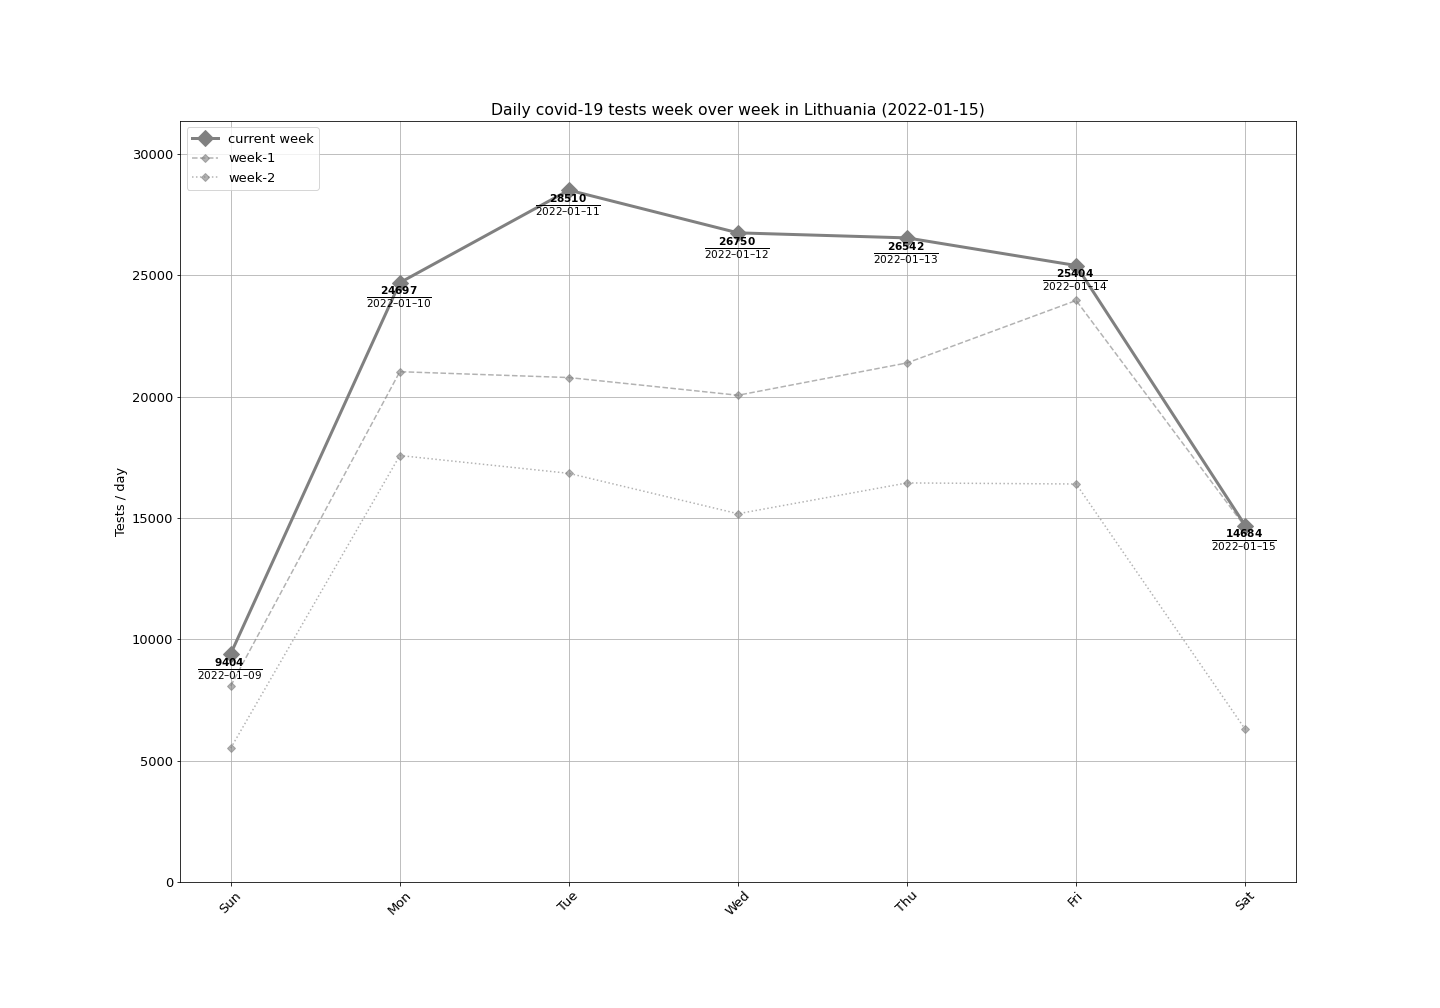 Daily covid-19 tests week over week in Lithuania (2022-01-15)
current week
week-1
week-2
Tests / day
30000
25000
20000
15000
10000
5000
0
9404
2022-01-09
24697
2022-01-10
28510
2022-01-11
26750
2022-01-12
26542
2022-01-13
25404
2022-01-14
14684
2022-01-15
Sun
Mon
Tue
Wed
Thu
Fri
Sat